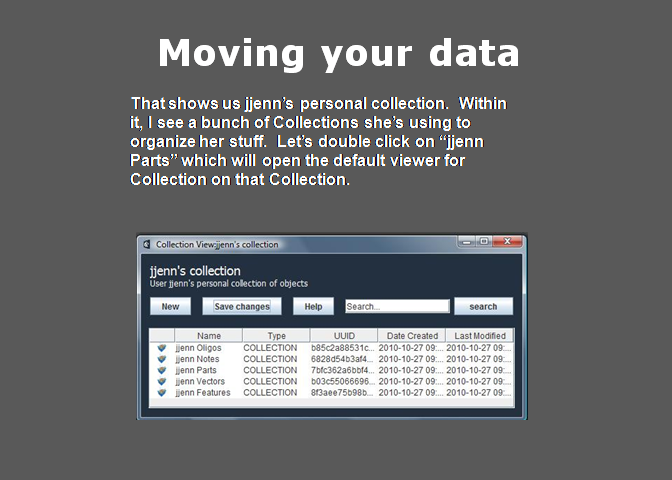 Moving your data
That shows us jjenn’s personal collection. Within
it, I see a bunch of Collections she’s using to
organize her stuff. Let’s double click on “jjenn
Parts” which will open the default viewer for
Collection on that Collection.
Collection View:jjenn's collection
jjenn's collection
User jjenn's personal collection of objects
New Save changes Help Search... search
Name Type UUID Date Created Last Modified
jjenn Oligos COLLECTION b85c2a88531c... 2010-10-27 09:... 2010-10-27 09:...
jjenn Notes COLLECTION 6828d54b3af4... 2010-10-27 09:... 2010-10-27 09:...
jjenn Parts COLLECTION 7bfc362a6bbf4... 2010-10-27 09:... 2010-10-27 09:...
jjenn Vectors COLLECTION b03c55066696... 2010-10-27 09:... 2010-10-27 09:...
jjenn Features COLLECTION 8f3aee75b98b... 2010-10-27 09:... 2010-10-27 09:...